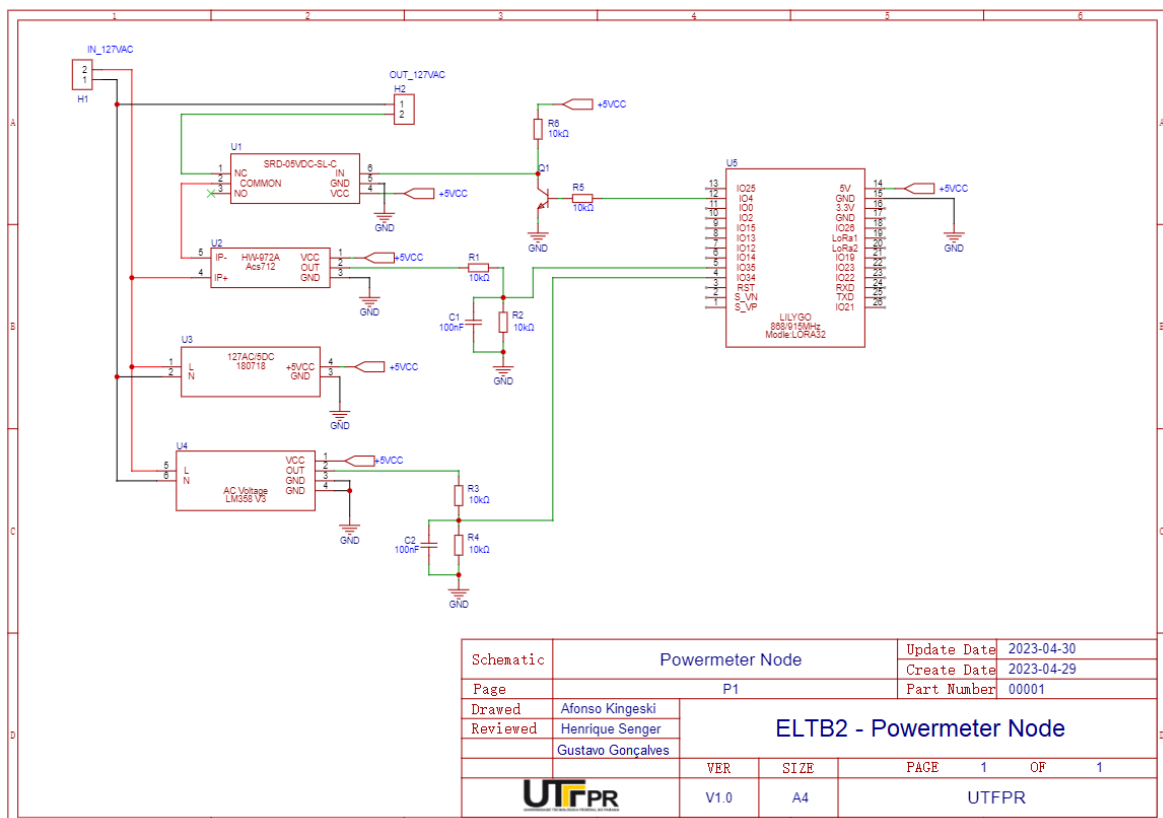 1 2 3 4 5 6
A A
B B
C C
D D
IN_127VAC
2
1
H1
OUT_127VAC
H2
1
2
U1
SRD-05VDC-SL-C
1 NC IN 6
2 COMMON GND 5
3 NO VCC 4
+5VCC
GND
+5VCC
R6
10kΩ
Q1
R5
10kΩ
GND
U2
HW-972A
Acs712
5 IP- VCC 1
OUT 2
4 IP+ GND 3
+5VCC
GND
R1
10kΩ
C1
100nF
R2
10kΩ
GND
U3
127AC/5DC
180718
1 L +5VCC 4
2 N GND 3
+5VCC
GND
U4
VCC 1
5 L OUT 2
6 N GND 3
GND 4
AC Voltage
LM358 V3
+5VCC
GND
R3
10kΩ
C2
100nF
R4
10kΩ
GND
U5
13 IO25 5V 14
12 IO4 GND 15
11 IO0 3.3V 16
10 IO2 GND 17
9 IO15 IO26 18
8 IO13 LoRa1 19
7 IO12 LoRa2 20
6 IO14 IO19 21
5 IO35 IO23 22
4 IO34 IO22 23
3 RST RXD 24
2 S_VN TXD 25
1 S_VP IO21 26
LILYGO
868/915MHz
Modle:LORA32
+5VCC
GND
Schematic Powermeter Node Update Date 2023-04-30
Create Date 2023-04-29
Page P1 Part Number 00001
Drawed Afonso Kingeski
Reviewed Henrique Senger
Gustavo Gonçalves
ELTB2 - Powermeter Node
VER SIZE PAGE 1 OF 1
V1.0 A4 UTFPR
UTFPR